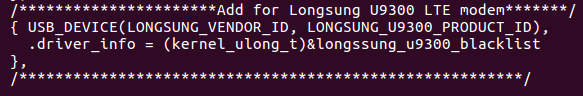 /***********************Add for Longsung U9300 LTE modem*******/
{ USB_DEVICE(LONGSUNG_VENDOR_ID, LONGSUNG_U9300_PRODUCT_ID),
.driver_info = (kernel_ulong_t)&longssung_u9300_blacklist
},
/*******************************************************/